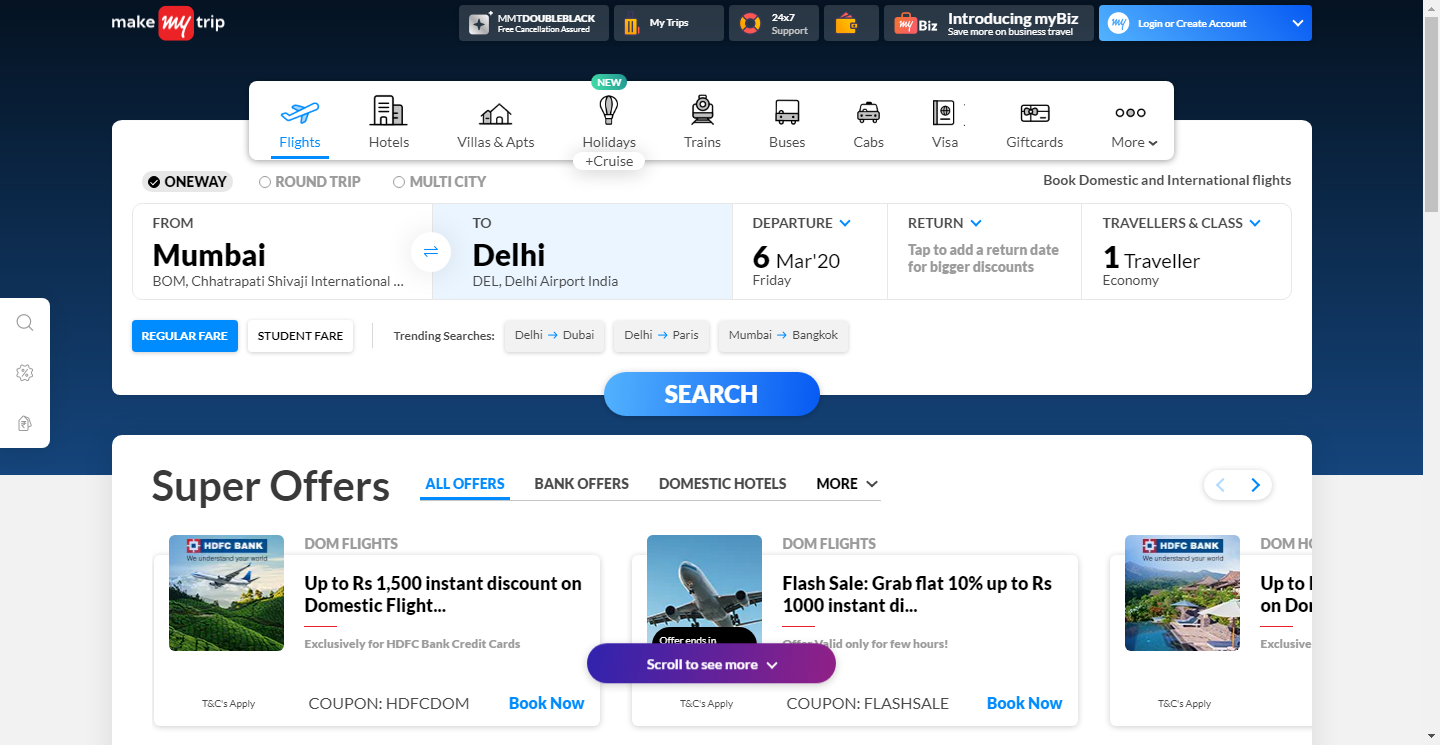 make my trip
MMTDOUBLEBLACK
Free Cancellation Assured
My Trips
24x7
Support
my Biz
Introducing myBiz
Save more on business travel
my
Login or Create Account
NEW
Flights
Hotels
Villas & Apts
Holidays
Trains
Buses
Cabs
Visa
Giftcards
More
+Cruise
ONEWAY
ROUND TRIP
MULTI CITY
Book Domestic and International flights
FROM
Mumbai
BOM, Chhatrapati Shivaji International ...
TO
Delhi
DEL, Delhi Airport India
DEPARTURE
6 Mar'20
Friday
RETURN
Tap to add a return date
for bigger discounts
TRAVELLERS & CLASS
1 Traveller
Economy
REGULAR FARE
STUDENT FARE
Trending Searches:
Delhi → Dubai
Delhi → Paris
Mumbai → Bangkok
SEARCH
Super Offers
ALL OFFERS
BANK OFFERS
DOMESTIC HOTELS
MORE
HDFC BANK
We understand your world
DOM FLIGHTS
Up to Rs 1,500 instant discount on
Domestic Flight...
Exclusively for HDFC Bank Credit Cards
T&C's Apply
COUPON: HDFCDOM
Book Now
Offer ends in
DOM FLIGHTS
Flash Sale: Grab flat 10% up to Rs
1000 instant di...
Offer Valid only for few hours!
T&C's Apply
COUPON: FLASHSALE
Book Now
HDFC BANK
We understand your world
DOM HO
Up to
on Dom
Exclusive
T&C's Apply
Scroll to see more